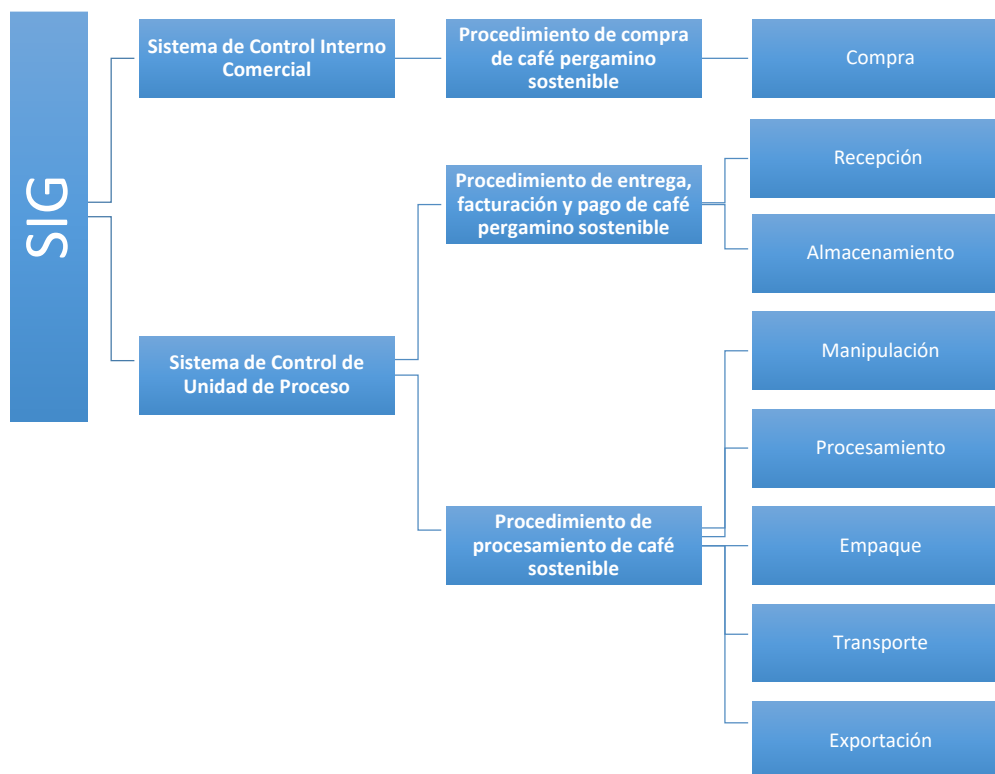 SIG
Sistema de Control Interno
Comercial
Procedimiento de compra
de café pergamino
sostenible
Compra
Sistema de Control de
Unidad de Proceso
Procedimiento de entrega,
facturación y pago de café
pergamino sostenible
Recepción
Almacenamiento
Procedimiento de
procesamiento de café
sostenible
Manipulación
Procesamiento
Empaque
Transporte
Exportación